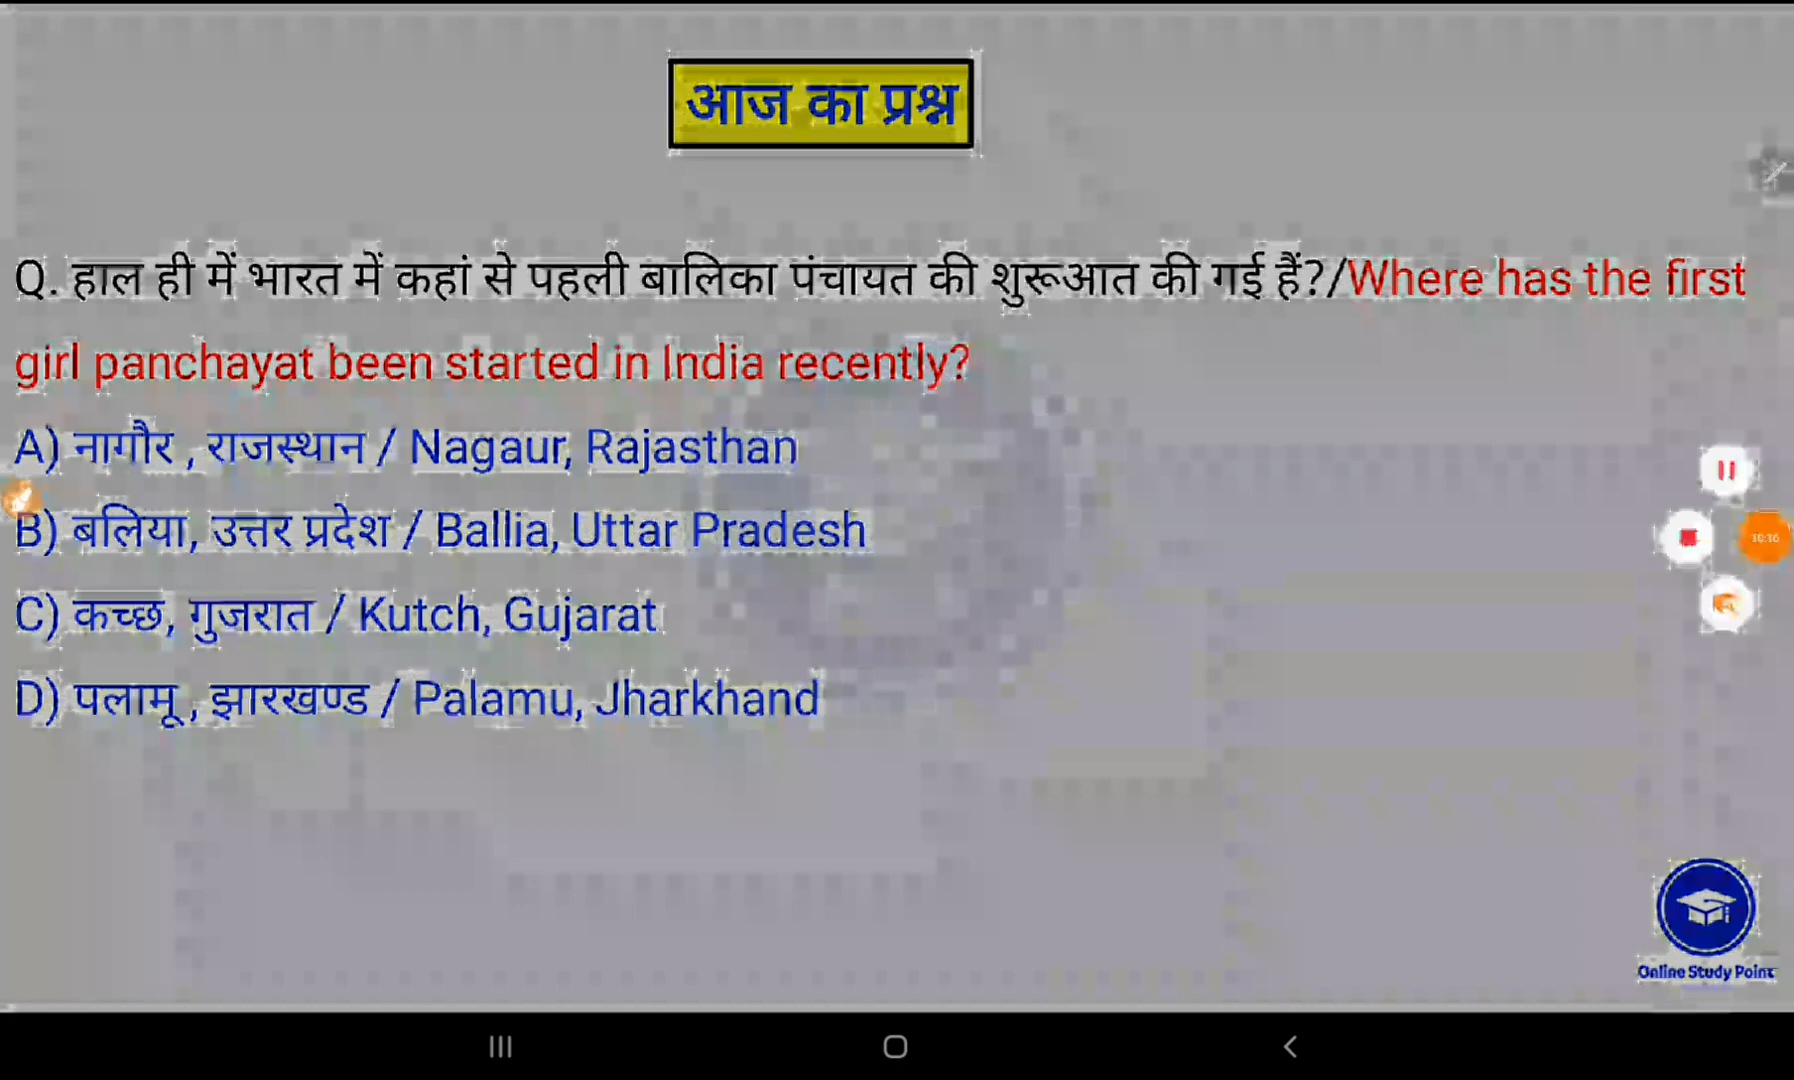 आज का प्रश्न
Q. हाल ही में भारत में कहां से पहली बालिका पंचायत की शुरूआत की गई हैं?/Where has the first
girl panchayat been started in India recently?
A) नागौर , राजस्थान / Nagaur, Rajasthan
B) बलिया, उत्तर प्रदेश / Ballia, Uttar Pradesh
C) कच्छ, गुजरात / Kutch, Gujarat
10:16
D) पलामू , झारखण्ड / Palamu, Jharkhand
Online Study Point